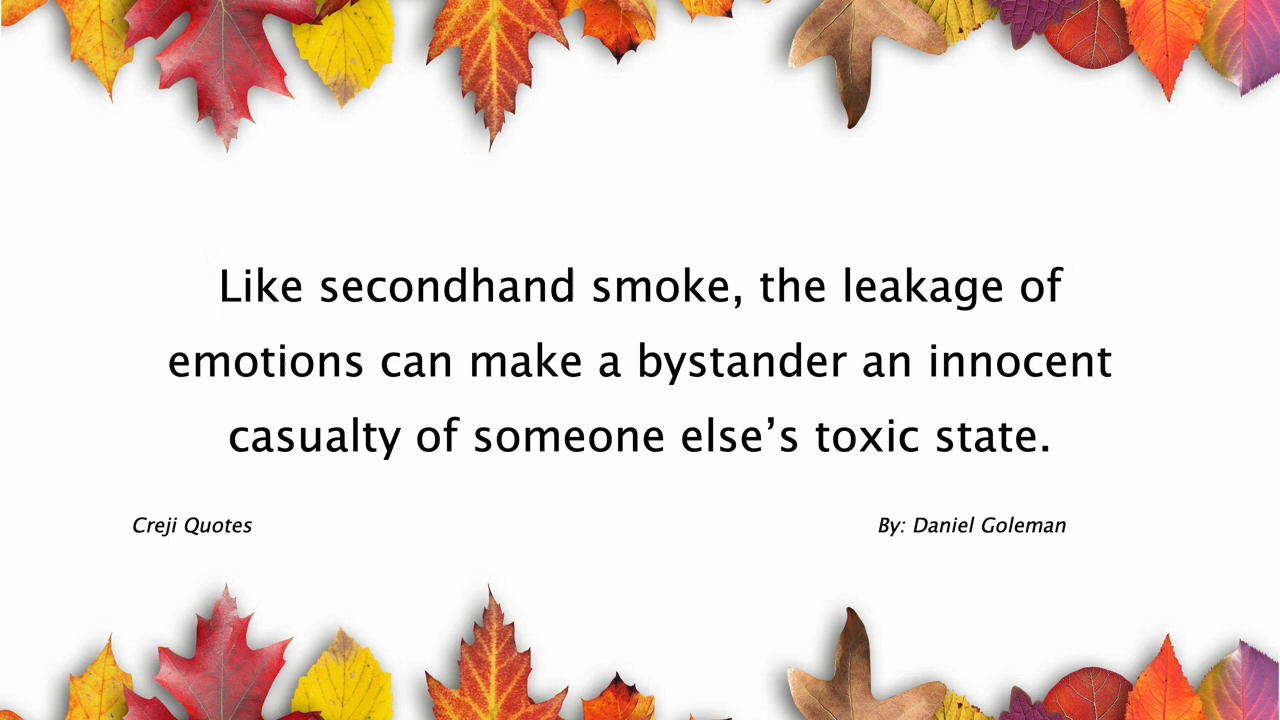 Like secondhand smoke, the leakage of
emotions can make a bystander an innocent
casualty of someone else’s toxic state.
Creji Quotes
By: Daniel Goleman